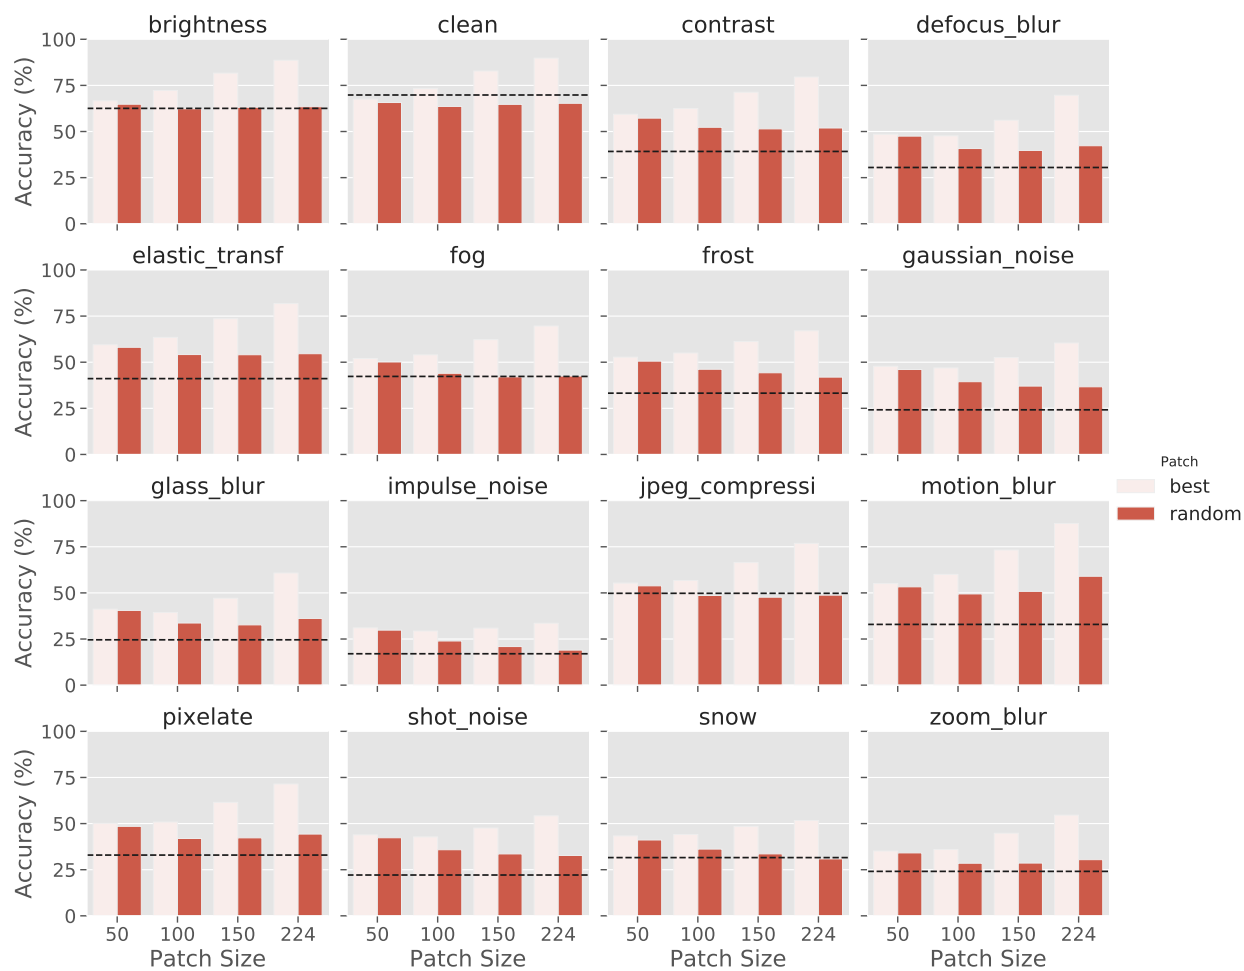 brightness clean contrast defocus_blur
100
75
50
25
0
Accuracy (%)
elastic_transf fog frost gaussian_noise
100
75
50
25
0
Accuracy (%)
glass_blur impulse_noise jpeg_compressi motion_blur
100
75
50
25
0
Accuracy (%)
Patch
best
random
pixelate shot_noise snow zoom_blur
100
75
50
25
0
Accuracy (%)
50 100 150 224 50 100 150 224 50 100 150 224 50 100 150 224
Patch Size Patch Size Patch Size Patch Size